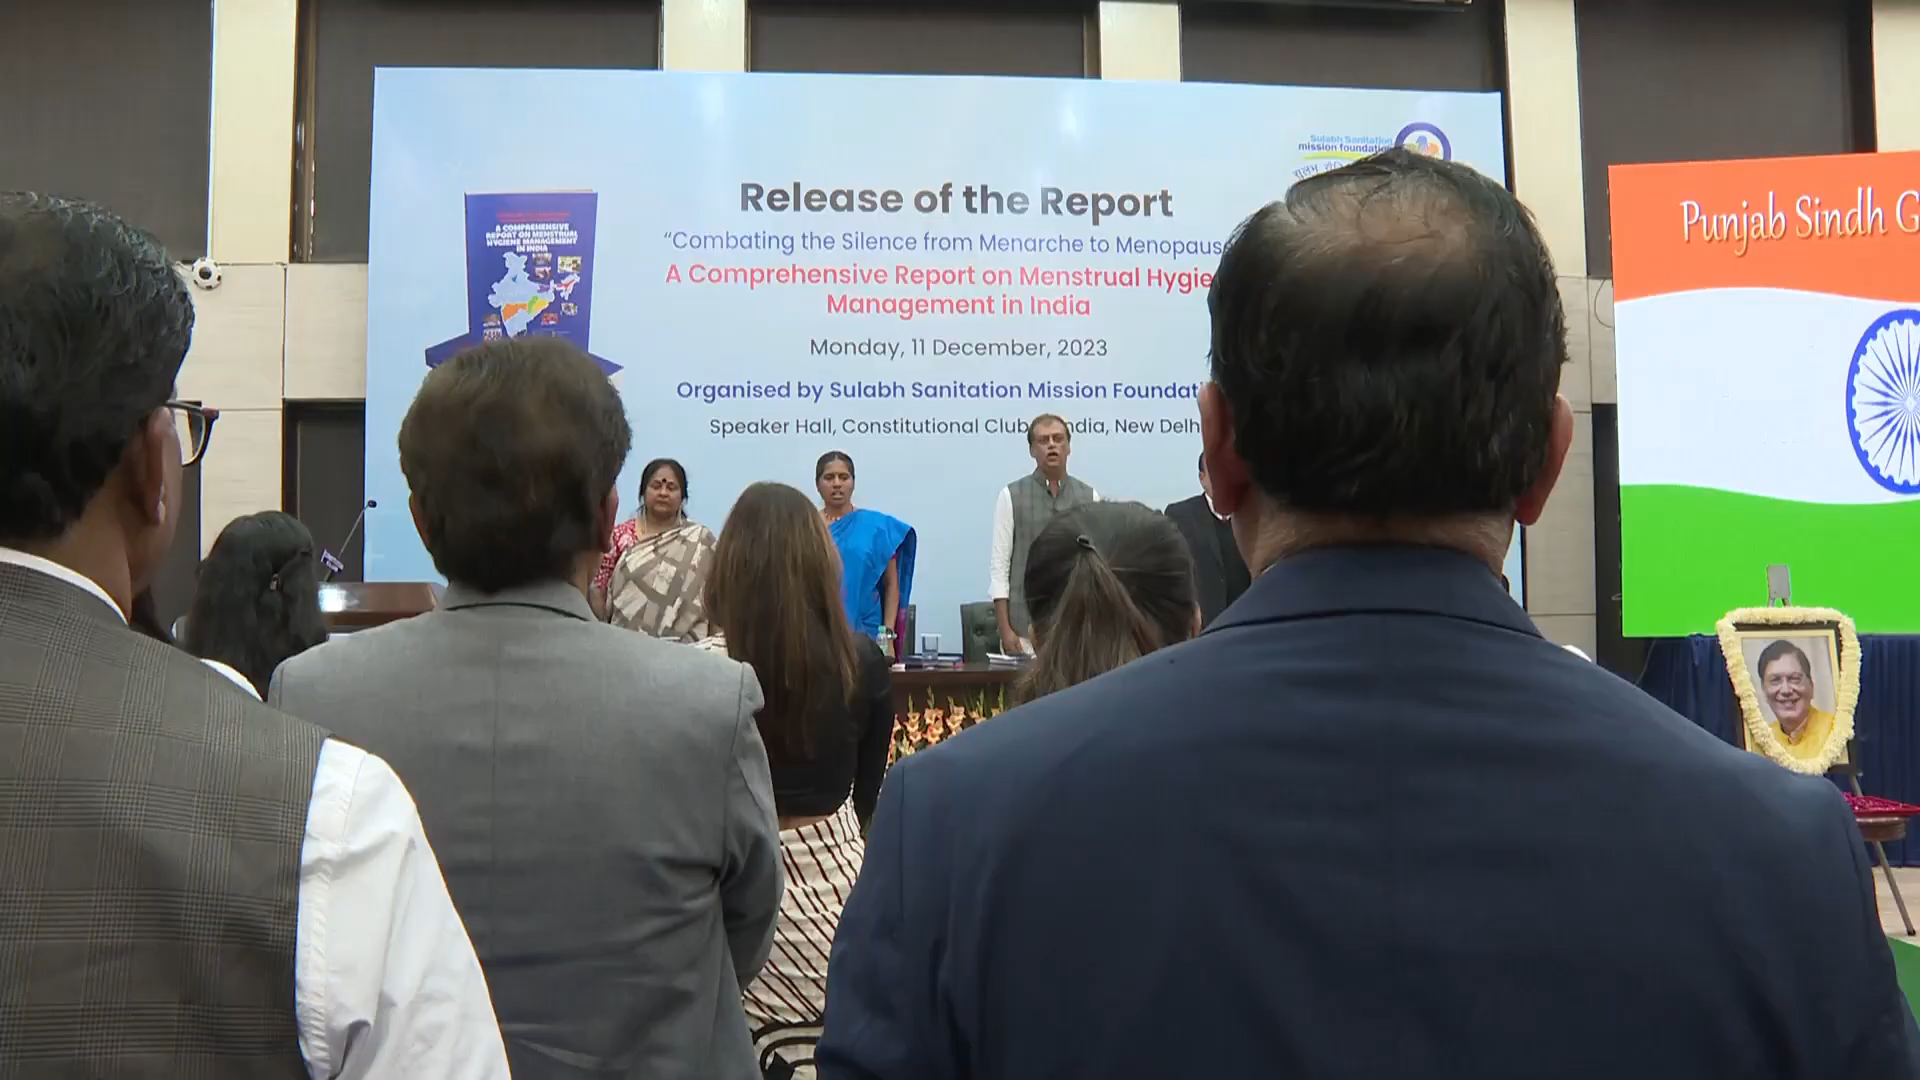 Sulabh Sanitation
mission foundation
Release of the Report
“Combating the Silence from Menarche to Menopause
A Comprehensive Report on Menstrual Hygie
Management in India
Monday, 11 December, 2023
Organised by Sulabh Sanitation Mission Foundati
Speaker Hall, Constitutional Club ndia, New Delh
A COMPREHENSIVE
REPORT ON MENSTRUAL
HYGIENE MANAGEMENT
IN INDIA
Punjab Sindh G